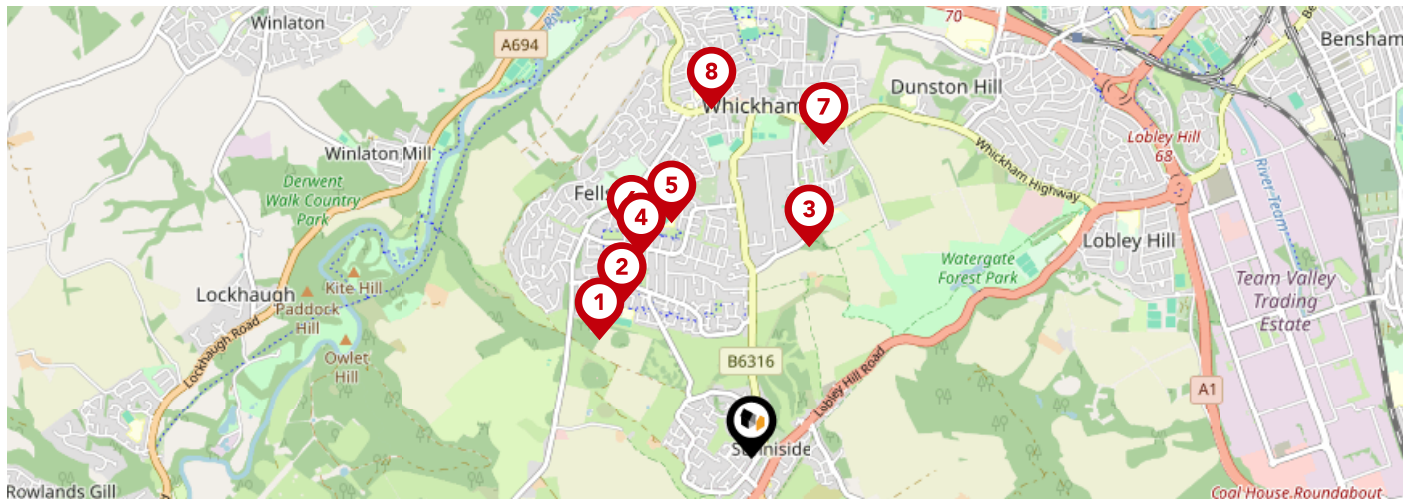 Winlaton
A694
70
Bensham
8
Whickham
7
Dunston Hill
Lobley Hill
68
Winlaton Mill
Whickham Highway
River Team
Derwent
Walk Country
Park
5
4
3
2
1
Lobley Hill
Watergate
Forest Park
Kite Hill
Lockhaugh
Paddock
Hill
Team Valley
Trading
Estate
Lockhaugh Road
Owlet
Hill
B6316
Lobley Hill Road
A1
Rowlands Gill
Coal House Roundabout